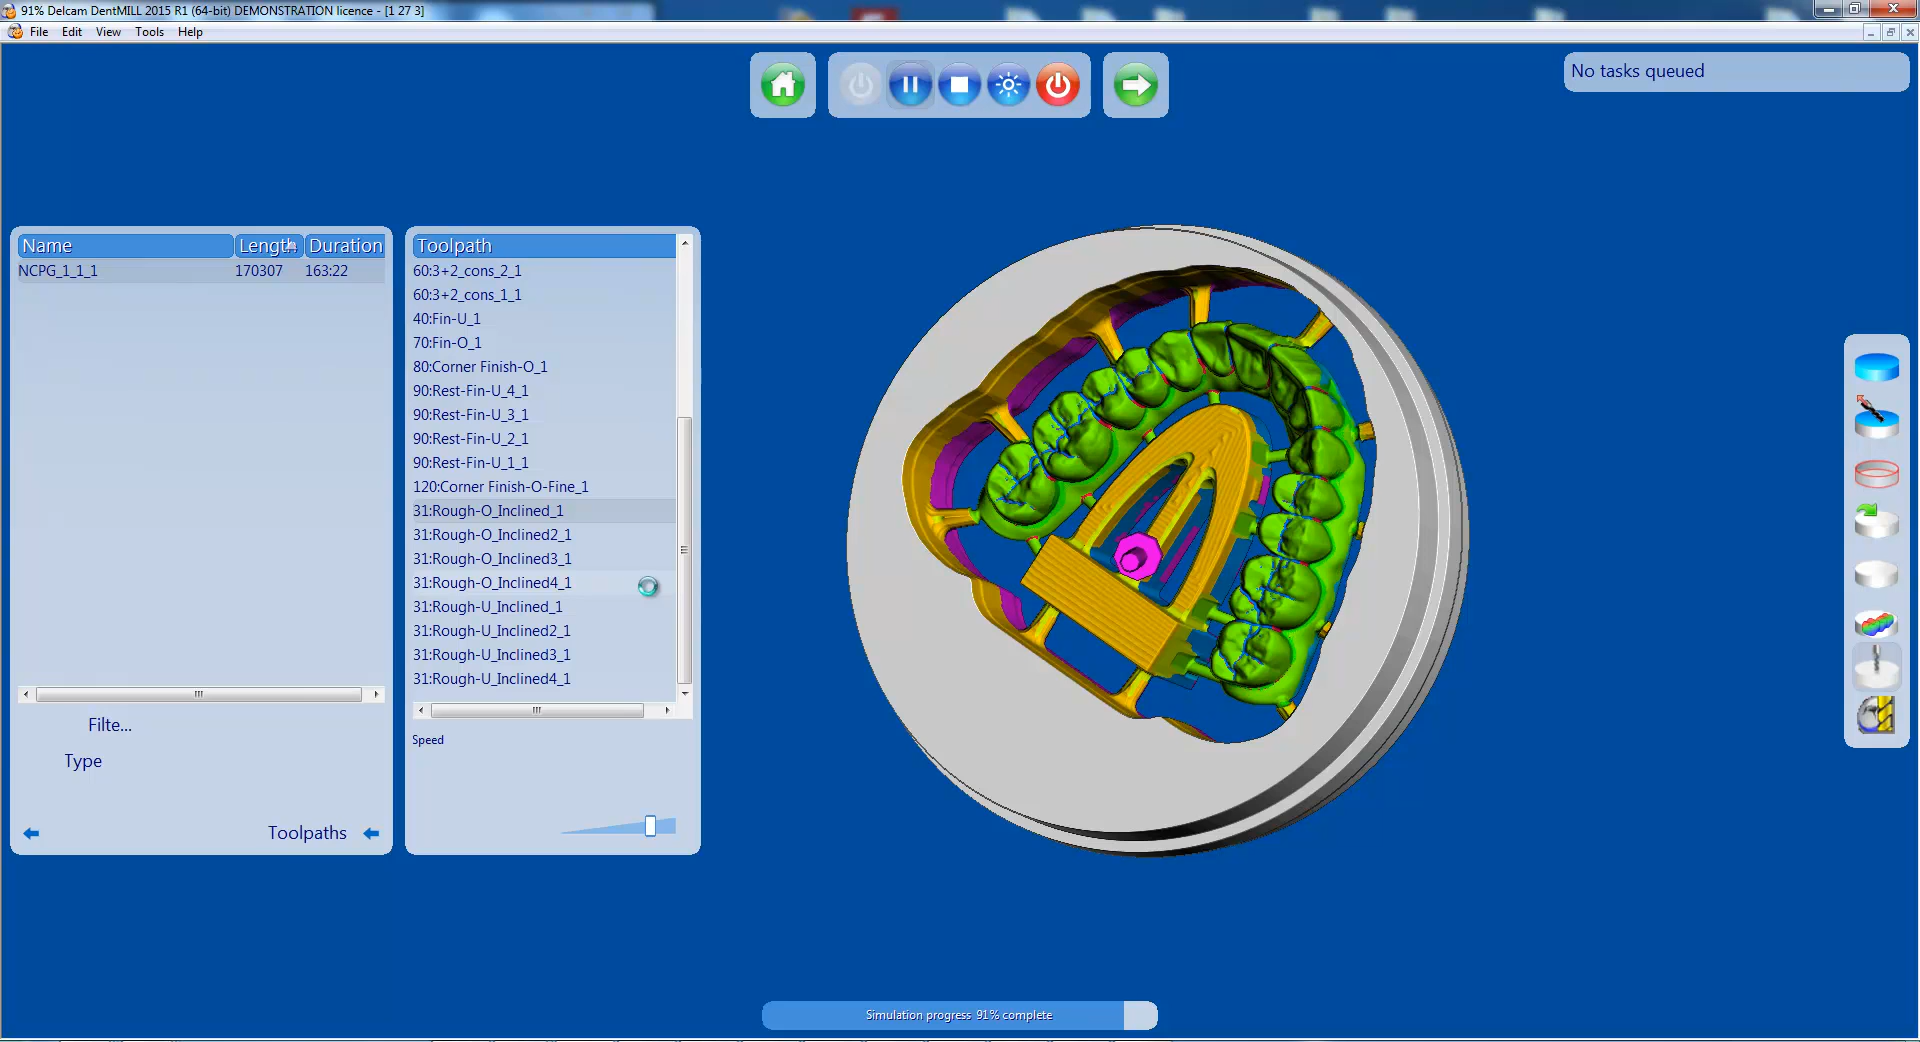 91% Delcam DentMILL 2015 R1 (64-bit) DEMONSTRATION licence - [1 27 3]
File Edit View Tools Help
No tasks queued
Name Length Duration
NCPG_1_1_1 170307 163:22
Filte...
Type
Toolpaths
Toolpath
60:3+2_cons_2_1
60:3+2_cons_1_1
40:Fin-U_1
70:Fin-O_1
80:Corner Finish-O_1
90:Rest-Fin-U_4_1
90:Rest-Fin-U_3_1
90:Rest-Fin-U_2_1
90:Rest-Fin-U_1_1
120:Corner Finish-O-Fine_1
31:Rough-O_Inclined_1
31:Rough-O_Inclined2_1
31:Rough-O_Inclined3_1
31:Rough-O_Inclined4_1
31:Rough-U_Inclined_1
31:Rough-U_Inclined2_1
31:Rough-U_Inclined3_1
31:Rough-U_Inclined4_1
Speed
Simulation progress 91% complete